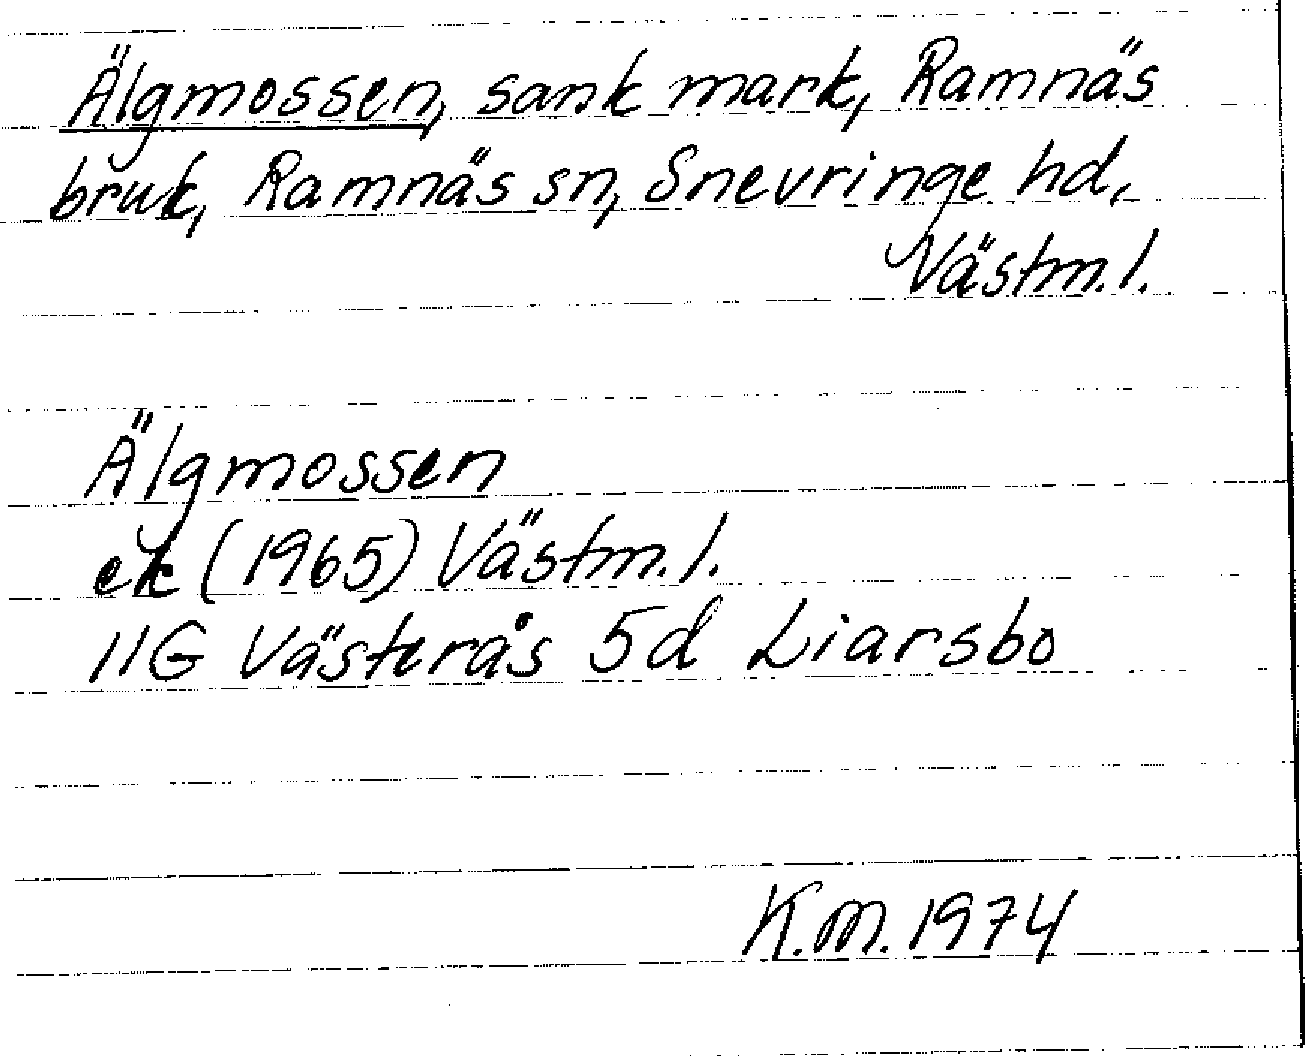 Älgmossen, sank mark, Ramnäs
bruk, Ramnäs sn, Snevringe hd,
Västm.l.
Älgmossen
ek (1965) Västm.l.
11G Västerås 5d Liarsbo
K.M. 1974